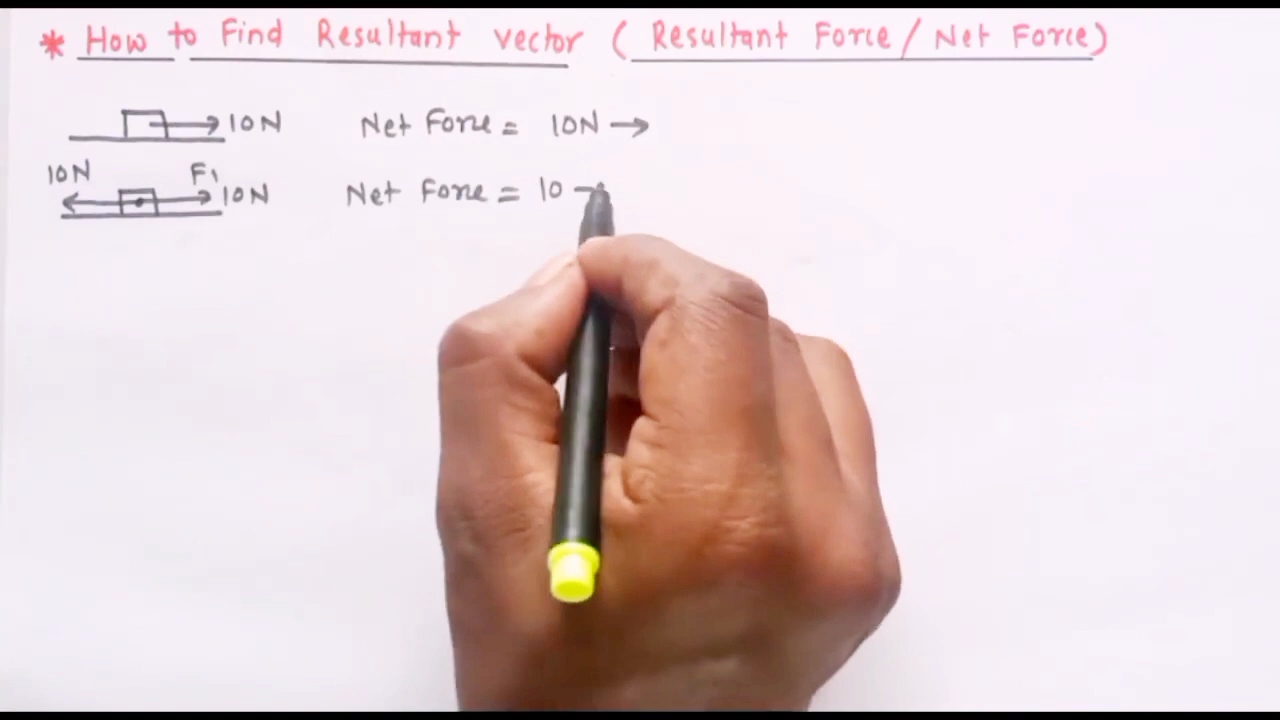 * How to Find Resultant vector ( Resultant Force / Net Force )
10N Net Force = 10N →
10N F₁ 10N Net Force = 10 -